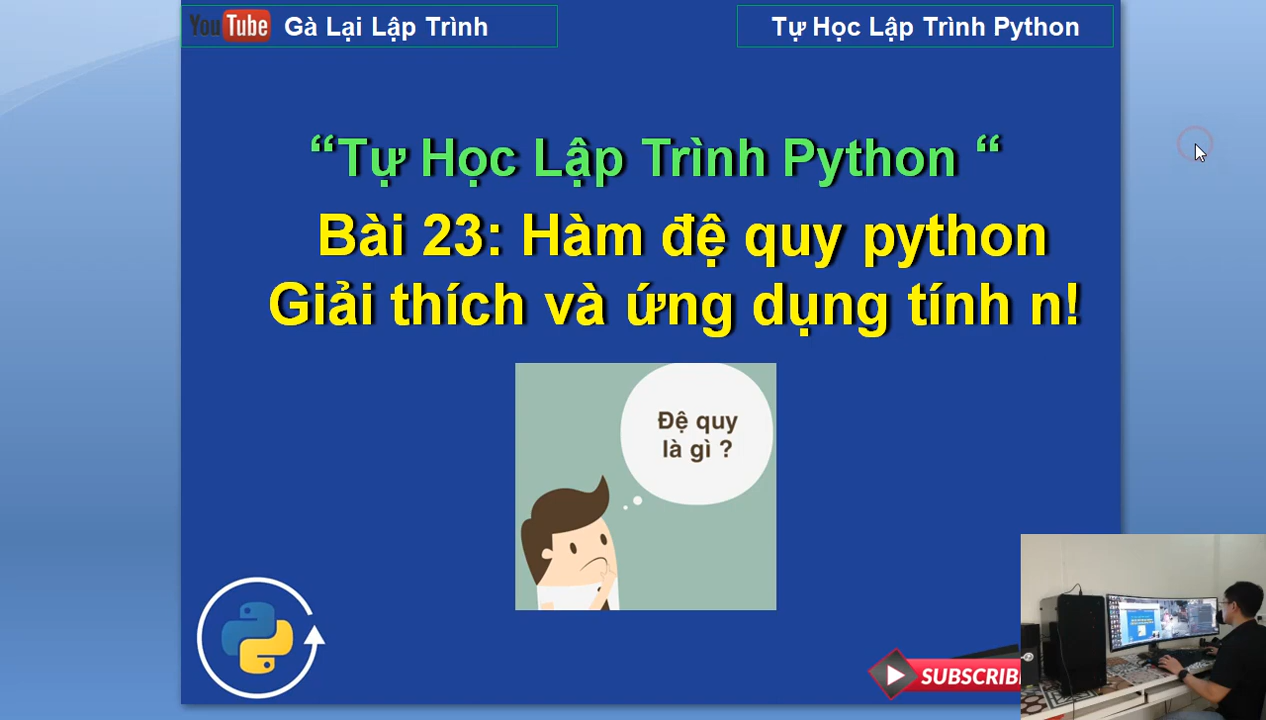 YouTube Gà Lại Lập Trình
Tự Học Lập Trình Python
“Tự Học Lập Trình Python “
Bài 23: Hàm đệ quy python
Giải thích và ứng dụng tính n!
Đệ quy
là gì ?
SUBSCRIB